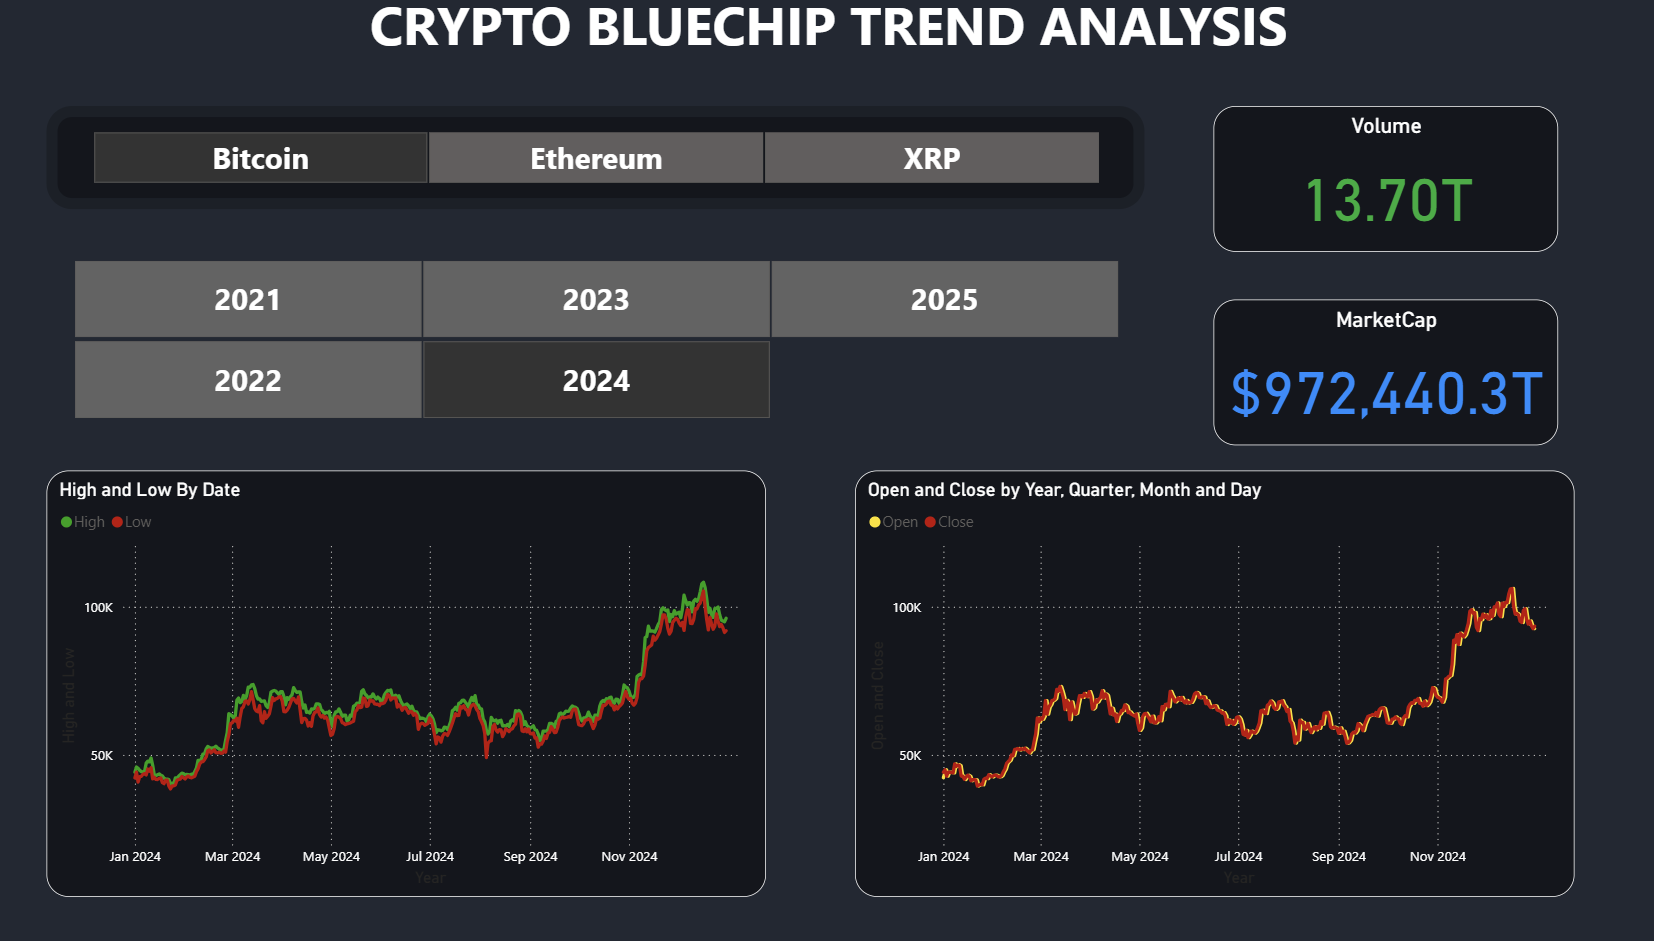 CRYPTO BLUECHIP TREND ANALYSIS
Bitcoin Ethereum XRP
Volume
13.70T
2021 2023 2025
2022 2024
MarketCap
$972,440.3T
High and Low By Date
High Low
High and Low
100K
50K
Jan 2024 Mar 2024 May 2024 Jul 2024 Sep 2024 Nov 2024
Year
Open and Close by Year, Quarter, Month and Day
Open Close
Open and Close
100K
50K
Jan 2024 Mar 2024 May 2024 Jul 2024 Sep 2024 Nov 2024
Year